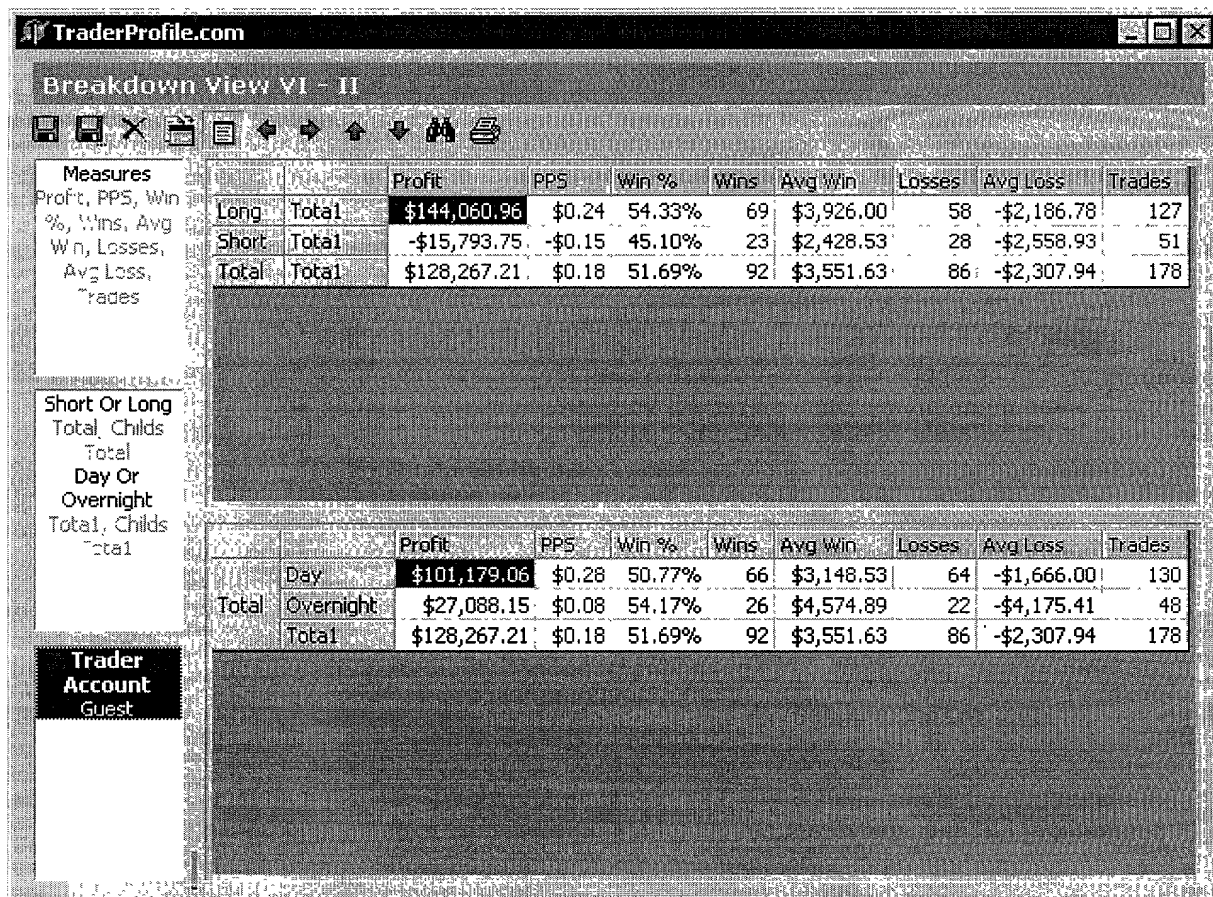 TraderProfile.com
Breakdown View VI - II
Measures
Profit, PPS, Win
%, Wins, Avg
Win, Losses,
Avg Loss,
Trades
Profit PPS Win % Wins Avg Win Losses Avg Loss Trades
Long Total $144,060.96 $0.24 54.33% 69 $3,926.00 58 -$2,186.78 127
Short Total -$15,793.75 -$0.15 45.10% 23 $2,428.53 28 -$2,558.93 51
Total Total $128,267.21 $0.18 51.69% 92 $3,551.63 86 -$2,307.94 178
Short Or Long
Total, Childs
Total
Day Or
Overnight
Total, Childs
Total
Profit PPS Win % Wins Avg Win Losses Avg Loss Trades
Day $101,179.06 $0.28 50.77% 66 $3,148.53 64 -$1,666.00 130
Total Overnight $27,088.15 $0.08 54.17% 26 $4,574.89 22 -$4,175.41 48
Total $128,267.21 $0.18 51.69% 92 $3,551.63 86 -$2,307.94 178
Trader
Account
Guest